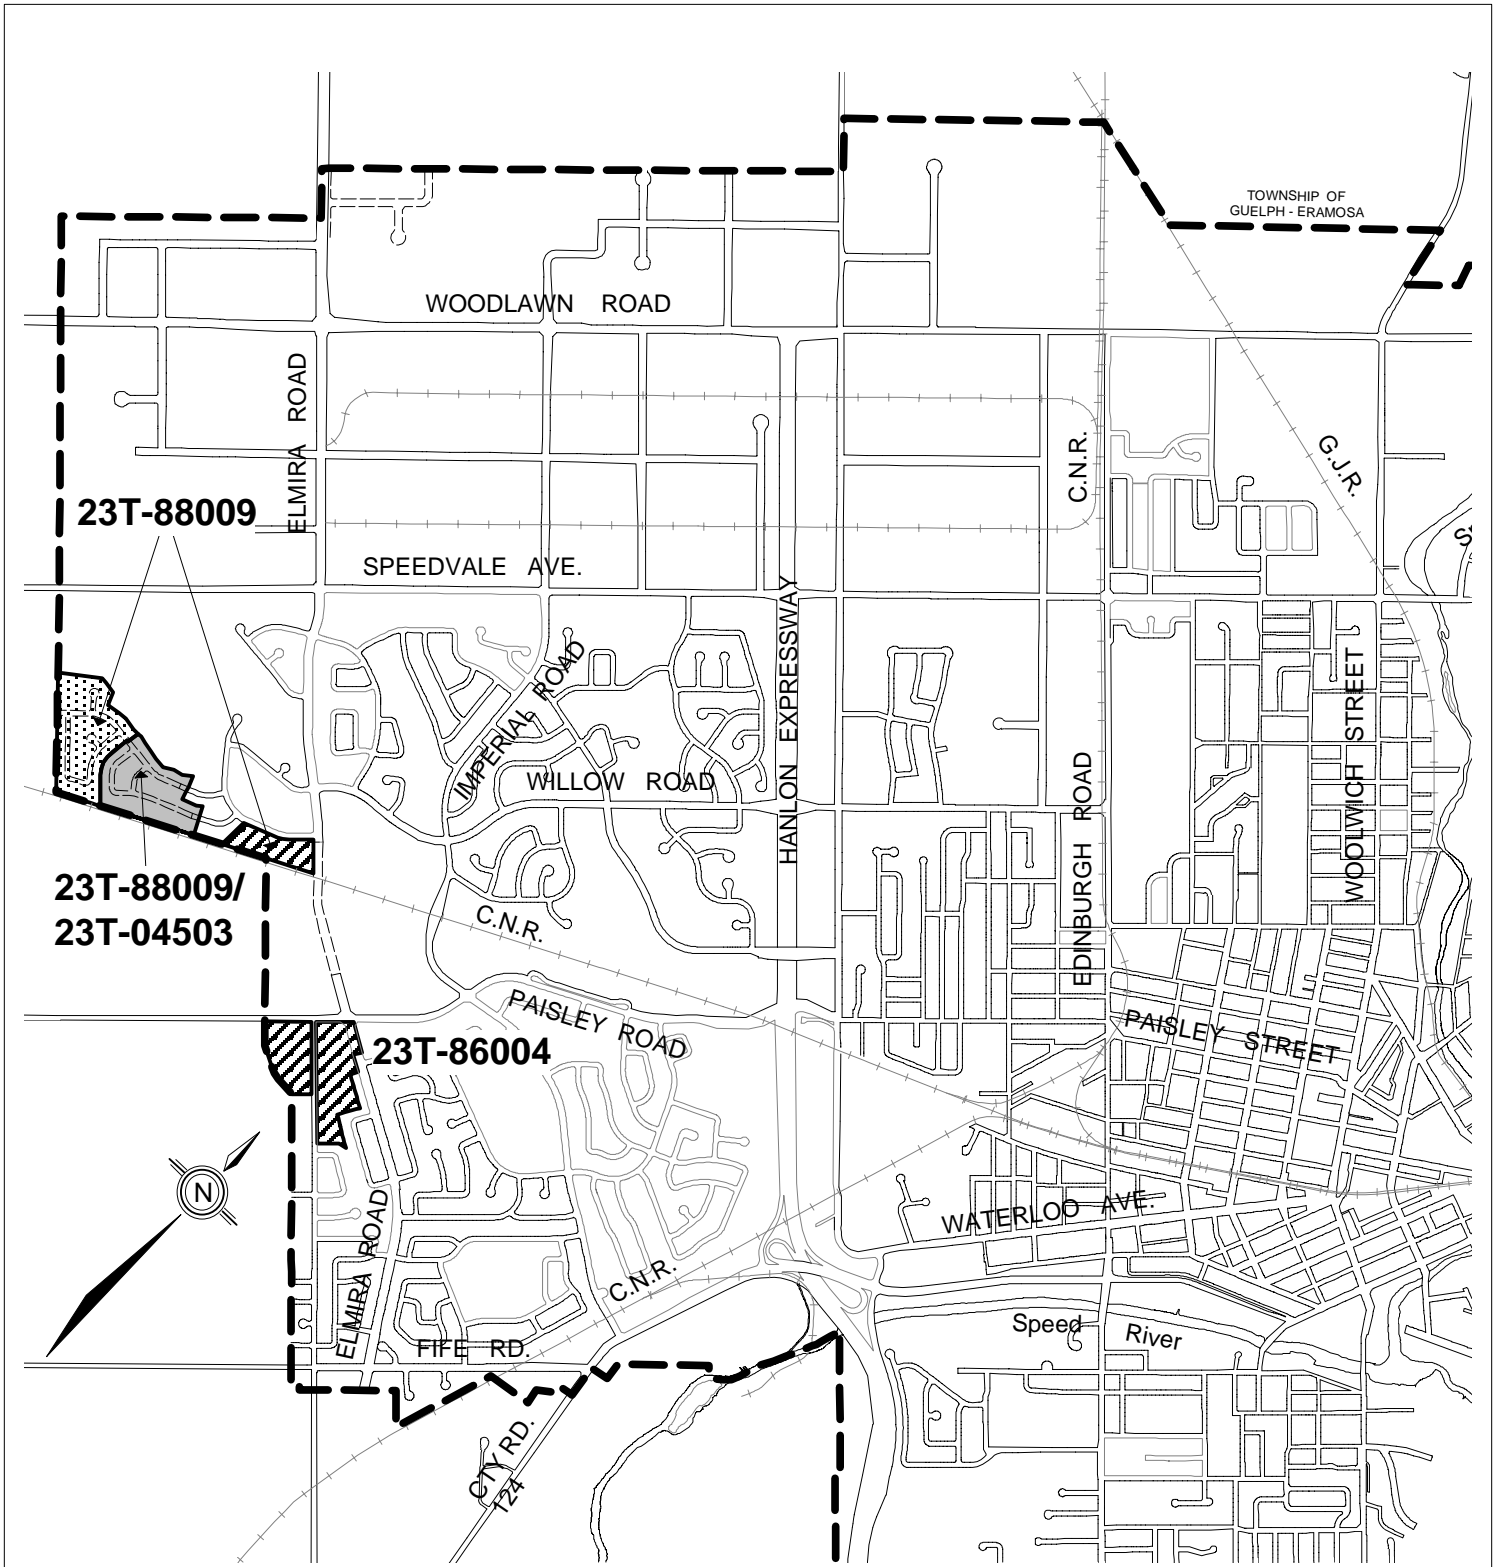 TOWNSHIP OF
GUELPH - ERAMOSA
WOODLAWN ROAD
ELMIRA ROAD
C.N.R.
G.J.R.
23T-88009
SPEEDVALE AVE.
HANLON EXPRESSWAY
IMPERIAL ROAD
WILLOW ROAD
EDINBURGH ROAD
WOOLWICH STREET
23T-88009/
23T-04503
C.N.R.
PAISLEY ROAD
PAISLEY STREET
23T-86004
N
ELMIRA ROAD
WATERLOO AVE.
C.N.R.
Speed
River
FIFE RD.
CTY RD.
124